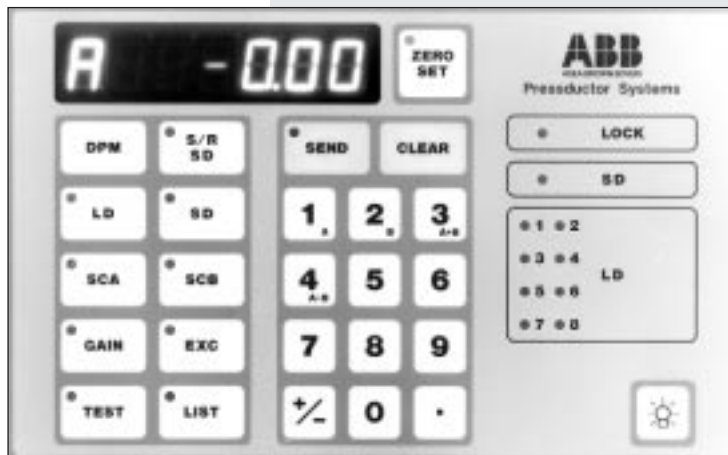 A -0.00
ZERO
SET
ABB
Pressductor Systems
DPM
S/R
SD
SEND
CLEAR
LOCK
SD
LD
SD
1
A
2
B
3
A+B
1 2
3 4
5 6
7 8
LD
SCA
SCB
4
A-B
5
6
GAIN
EXC
7
8
9
TEST
LIST
+/-
0
.